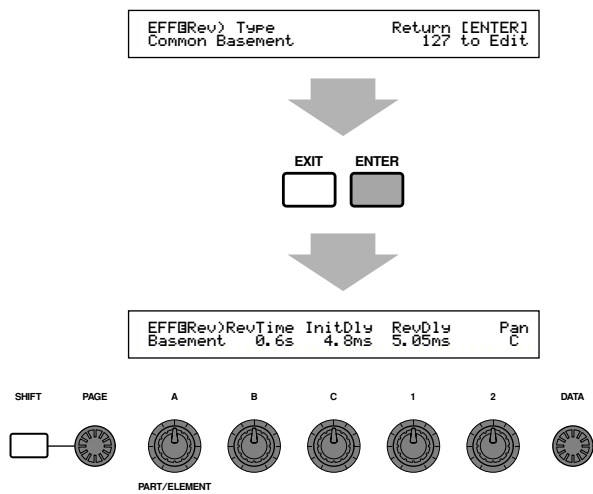 EFF Rev) Type Return [ENTER]
Common Basement 127 to Edit
EXIT ENTER
EFF Rev)RevTime InitDly RevDly Pan
Basement 0.6s 4.8ms 5.05ms C
SHIFT PAGE A B C 1 2 DATA
PART/ELEMENT